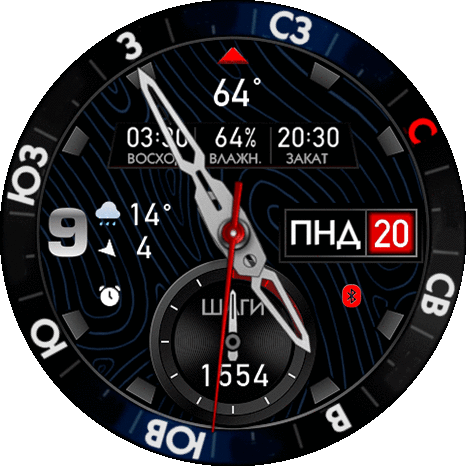 СЗ
З
С
64°
03:30 64% 20:30
ВОСХОД ВЛАЖН. ЗАКАТ
ЮЗ
9
14°
4
ПНД 20
СВ
ШАГИ
1554
Ю
В
ЮВ